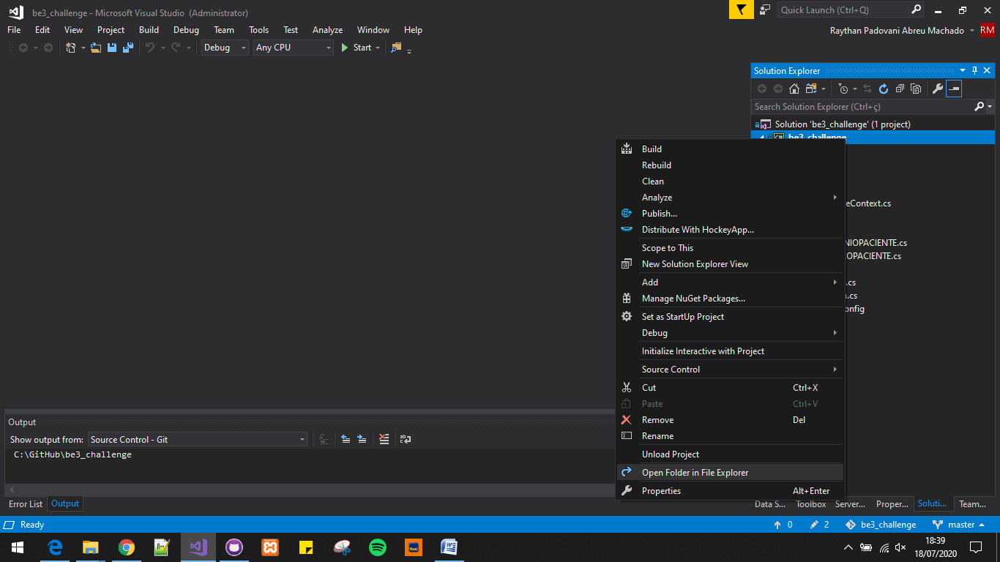 be3_challenge - Microsoft Visual Studio (Administrator)
Quick Launch (Ctrl+Q)
File Edit View Project Build Debug Team Tools Test Analyze Window Help
Raythan Padovani Abreu Machado RM
Debug Any CPU Start
Solution Explorer
Search Solution Explorer (Ctrl+ç)
Solution 'be3_challenge' (1 project)
C# be3_challenge
Build
Rebuild
Clean
Analyze
eContext.cs
Publish...
Distribute With HockeyApp...
NIOPACIENTE.cs
Scope to This
OPACIENTE.cs
New Solution Explorer View
Add
.cs
Manage NuGet Packages...
.cs
onfig
Set as StartUp Project
Debug
Initialize Interactive with Project
Source Control
Cut Ctrl+X
Paste Ctrl+V
Remove Del
Rename
Unload Project
Open Folder in File Explorer
Properties Alt+Enter
Output
Show output from: Source Control - Git
C:\GitHub\be3_challenge
Error List Output
Data S... Toolbox Server... Proper... Soluti... Team...
Ready
0 2 be3_challenge master
18:39
18/07/2020